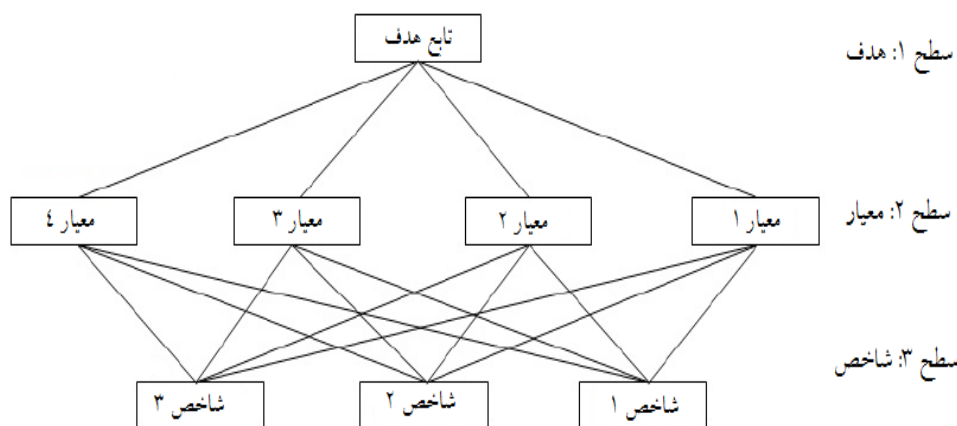 تابع هدف
سطح ۱: هدف
معیار ۱
معیار ۲
معیار ۳
معیار ٤
سطح ۲: معیار
شاخص ۱
شاخص ۲
شاخص ۳
سطح ۳: شاخص